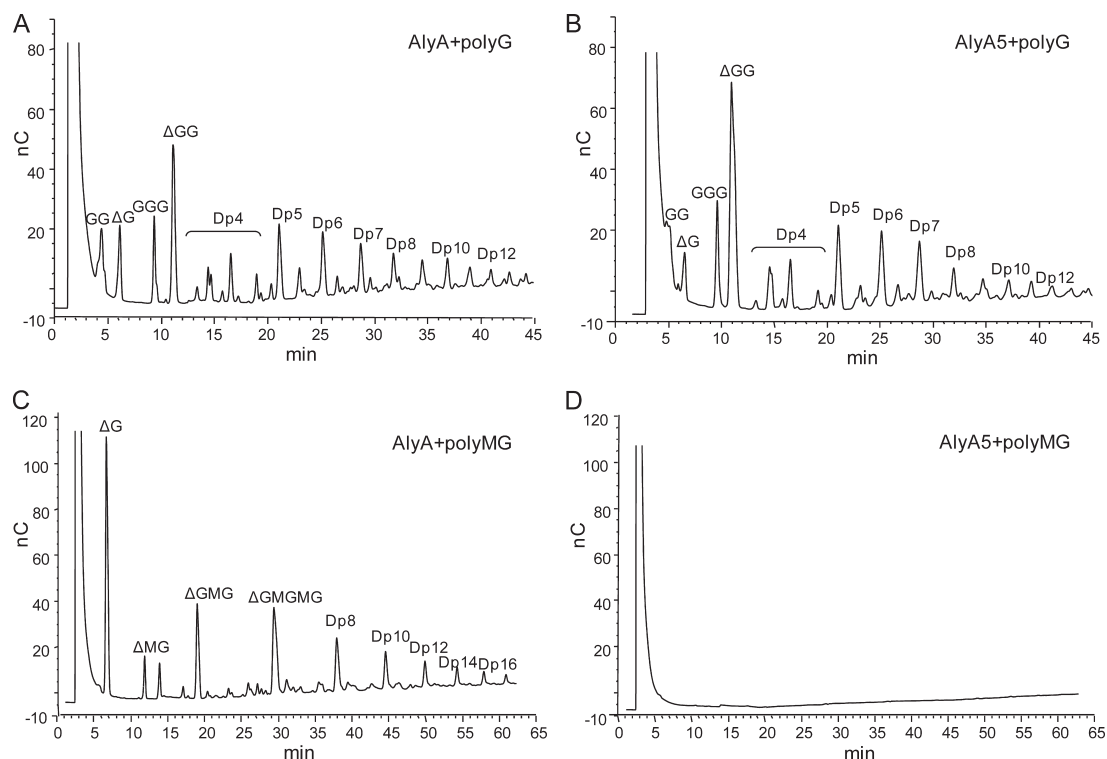 A
AlyA+polyG
80
60
40
20
-10
nC
GG
ΔG
GGG
ΔGG
Dp4
Dp5
Dp6
Dp7
Dp8
Dp10
Dp12
0 5 10 15 20 25 30 35 40 45
min
B
AlyA5+polyG
80
60
40
20
-10
nC
GG
ΔG
GGG
ΔGG
Dp4
Dp5
Dp6
Dp7
Dp8
Dp10
Dp12
0 5 10 15 20 25 30 35 40 45
min
C
AlyA+polyMG
120
100
80
60
40
20
-10
nC
ΔG
ΔMG
ΔGMG
ΔGMGMG
Dp8
Dp10
Dp12
Dp14
Dp16
0 5 10 15 20 25 30 35 40 45 50 55 60 65
min
D
AlyA5+polyMG
120
100
80
60
40
20
-10
nC
0 5 10 15 20 25 30 35 40 45 50 55 60 65
min